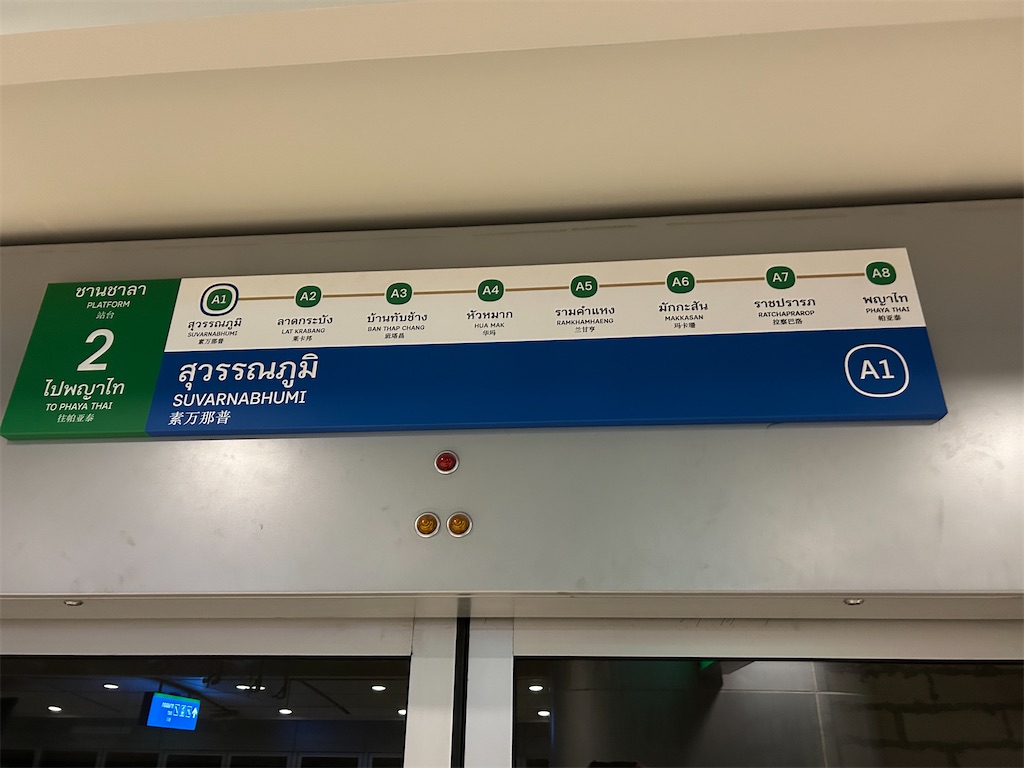 ชานชาลา
PLATFORM
站台
2
ไปพญาไท
TO PHAYA THAI
往帕亚泰
A1
สุวรรณภูมิ
SUVARNABHUMI
素万那普
A2
ลาดกระบัง
LAT KRABANG
莱卡邦
A3
บ้านทับช้าง
BAN THAP CHANG
班塔昌
A4
หัวหมาก
HUA MAK
华玛
A5
รามคำแหง
RAMKHAMHAENG
兰甘亨
A6
มักกะสัน
MAKKASAN
玛卡珊
A7
ราชปรารภ
RATCHAPRAROP
拉察巴洛
A8
พญาไท
PHAYA THAI
帕亚泰
สุวรรณภูมิ
SUVARNABHUMI
素万那普
A1